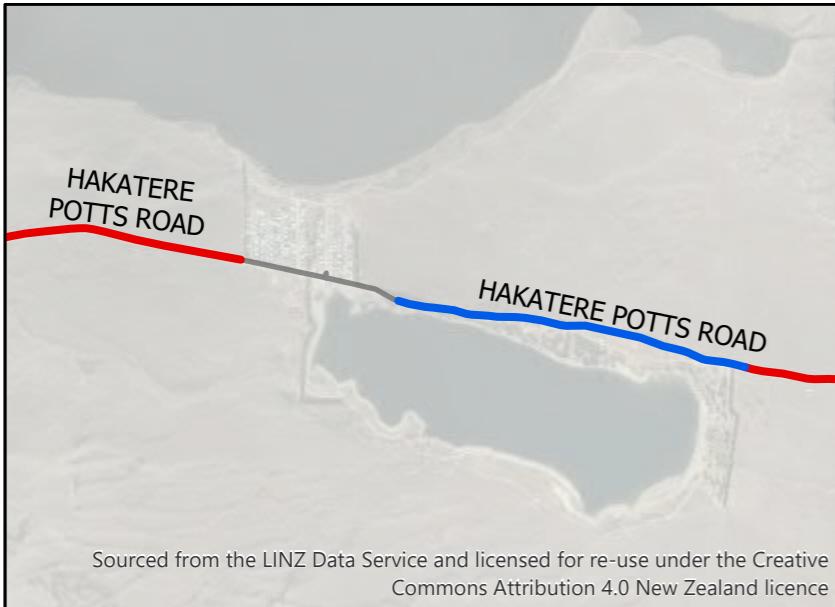 HAKATERE
POTTS ROAD
HAKATERE POTTS ROAD
Sourced from the LINZ Data Service and licensed for re-use under the Creative
Commons Attribution 4.0 New Zealand licence